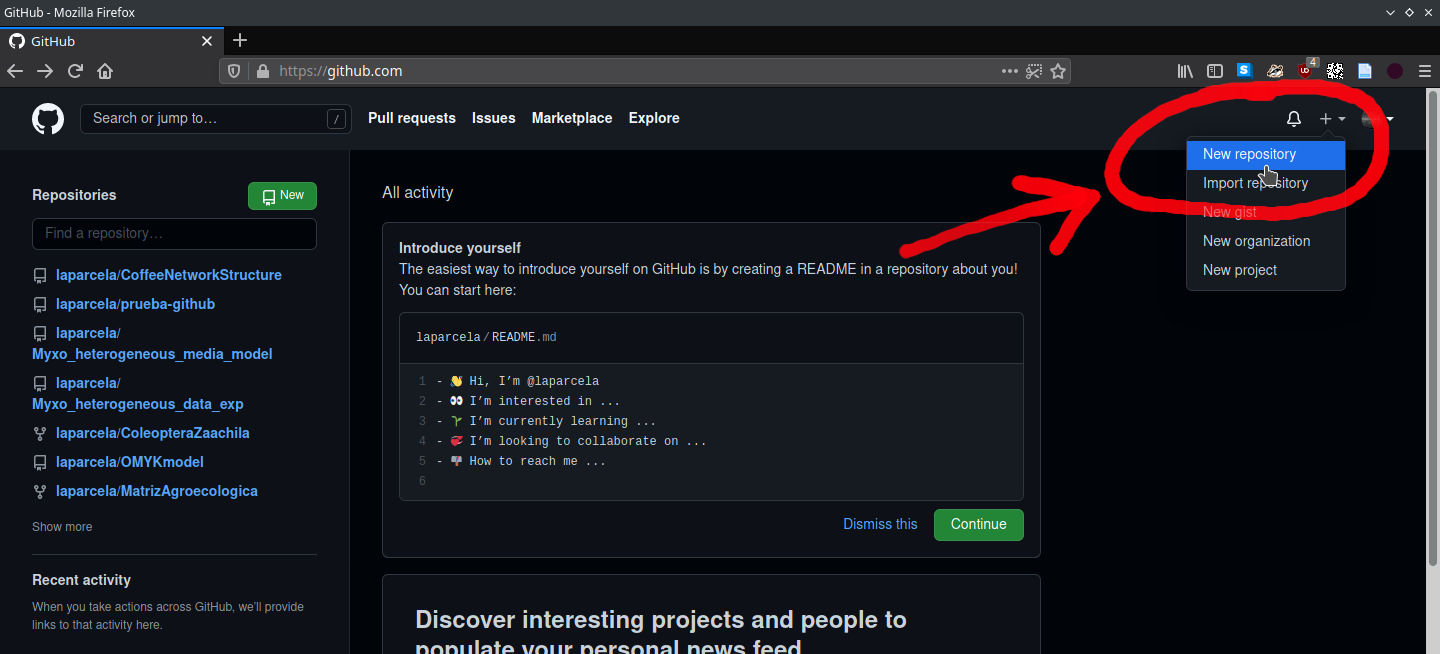 GitHub - Mozilla Firefox
GitHub
https://github.com
4
Search or jump to… /
Pull requests Issues Marketplace Explore
New repository
Import repository
New gist
New organization
New project
Repositories
New
Find a repository…
laparcela/CoffeeNetworkStructure
laparcela/prueba-github
laparcela/
Myxo_heterogeneous_media_model
laparcela/
Myxo_heterogeneous_data_exp
laparcela/ColeopteraZaachila
laparcela/OMYKmodel
laparcela/MatrizAgroecologica
Show more
Recent activity
When you take actions across GitHub, we’ll provide
links to that activity here.
All activity
Introduce yourself
The easiest way to introduce yourself on GitHub is by creating a README in a repository about you!
You can start here:
laparcela/README.md
1 - 👋 Hi, I’m @laparcela
2 - 👀 I’m interested in ...
3 - 🌱 I’m currently learning ...
4 - 💞️ I’m looking to collaborate on ...
5 - 📫 How to reach me ...
6
Dismiss this
Continue
Discover interesting projects and people to
populate your personal news feed